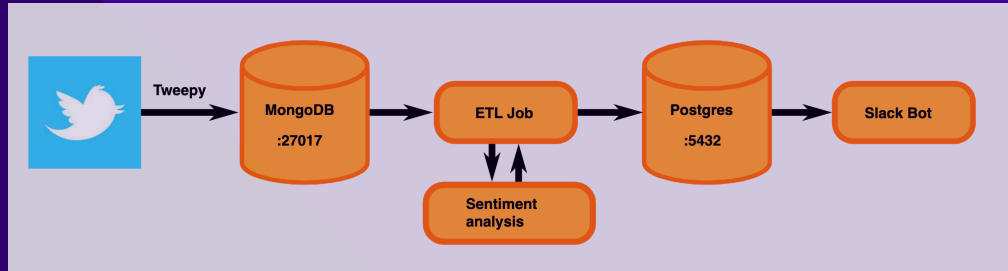 Tweepy
MongoDB
:27017
ETL Job
Postgres
:5432
Slack Bot
Sentiment
analysis